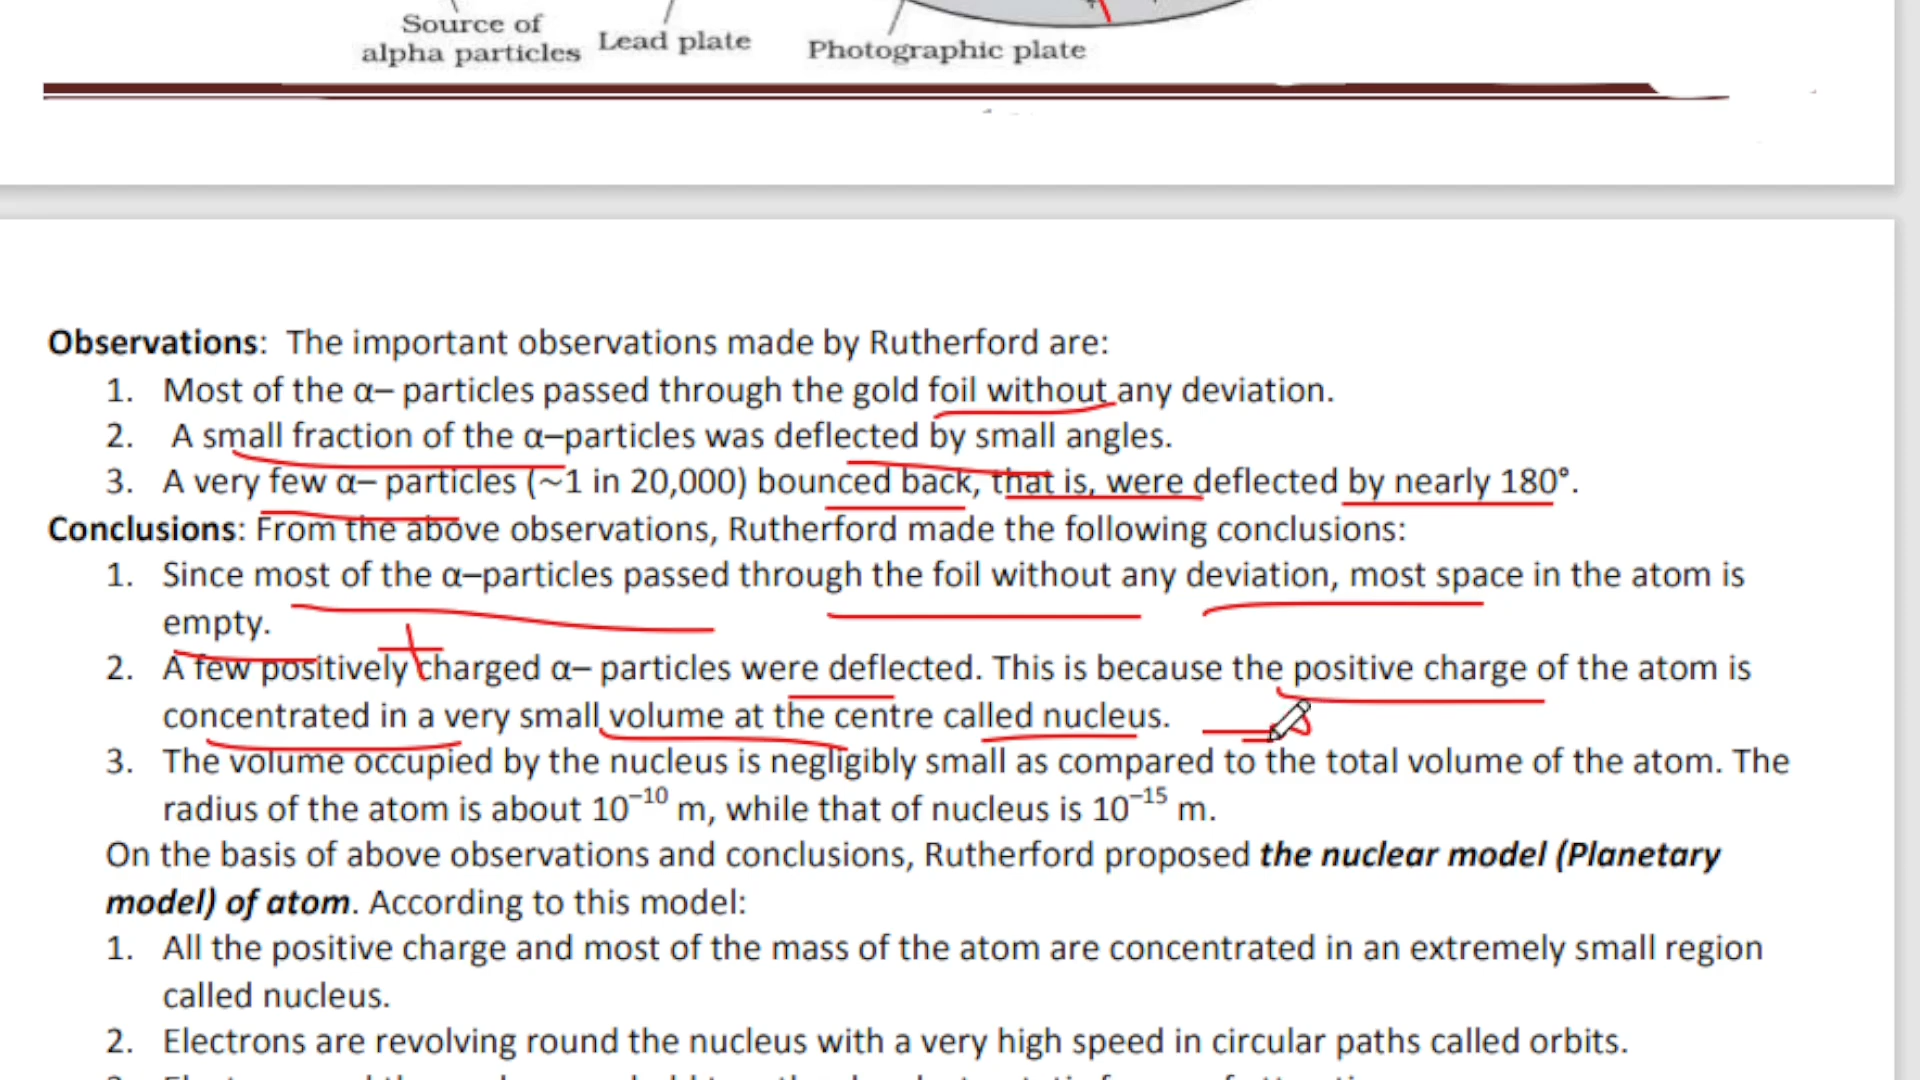 Source of
alpha particles
Lead plate
Photographic plate
Observations: The important observations made by Rutherford are:
1. Most of the α– particles passed through the gold foil without any deviation.
2. A small fraction of the α–particles was deflected by small angles.
3. A very few α– particles (~1 in 20,000) bounced back, that is, were deflected by nearly 180°.
Conclusions: From the above observations, Rutherford made the following conclusions:
1. Since most of the α–particles passed through the foil without any deviation, most space in the atom is
empty.
2. A few positively charged α– particles were deflected. This is because the positive charge of the atom is
concentrated in a very small volume at the centre called nucleus.
3. The volume occupied by the nucleus is negligibly small as compared to the total volume of the atom. The
radius of the atom is about 10⁻¹⁰ m, while that of nucleus is 10⁻¹⁵ m.
On the basis of above observations and conclusions, Rutherford proposed the nuclear model (Planetary
model) of atom. According to this model:
1. All the positive charge and most of the mass of the atom are concentrated in an extremely small region
called nucleus.
2. Electrons are revolving round the nucleus with a very high speed in circular paths called orbits.